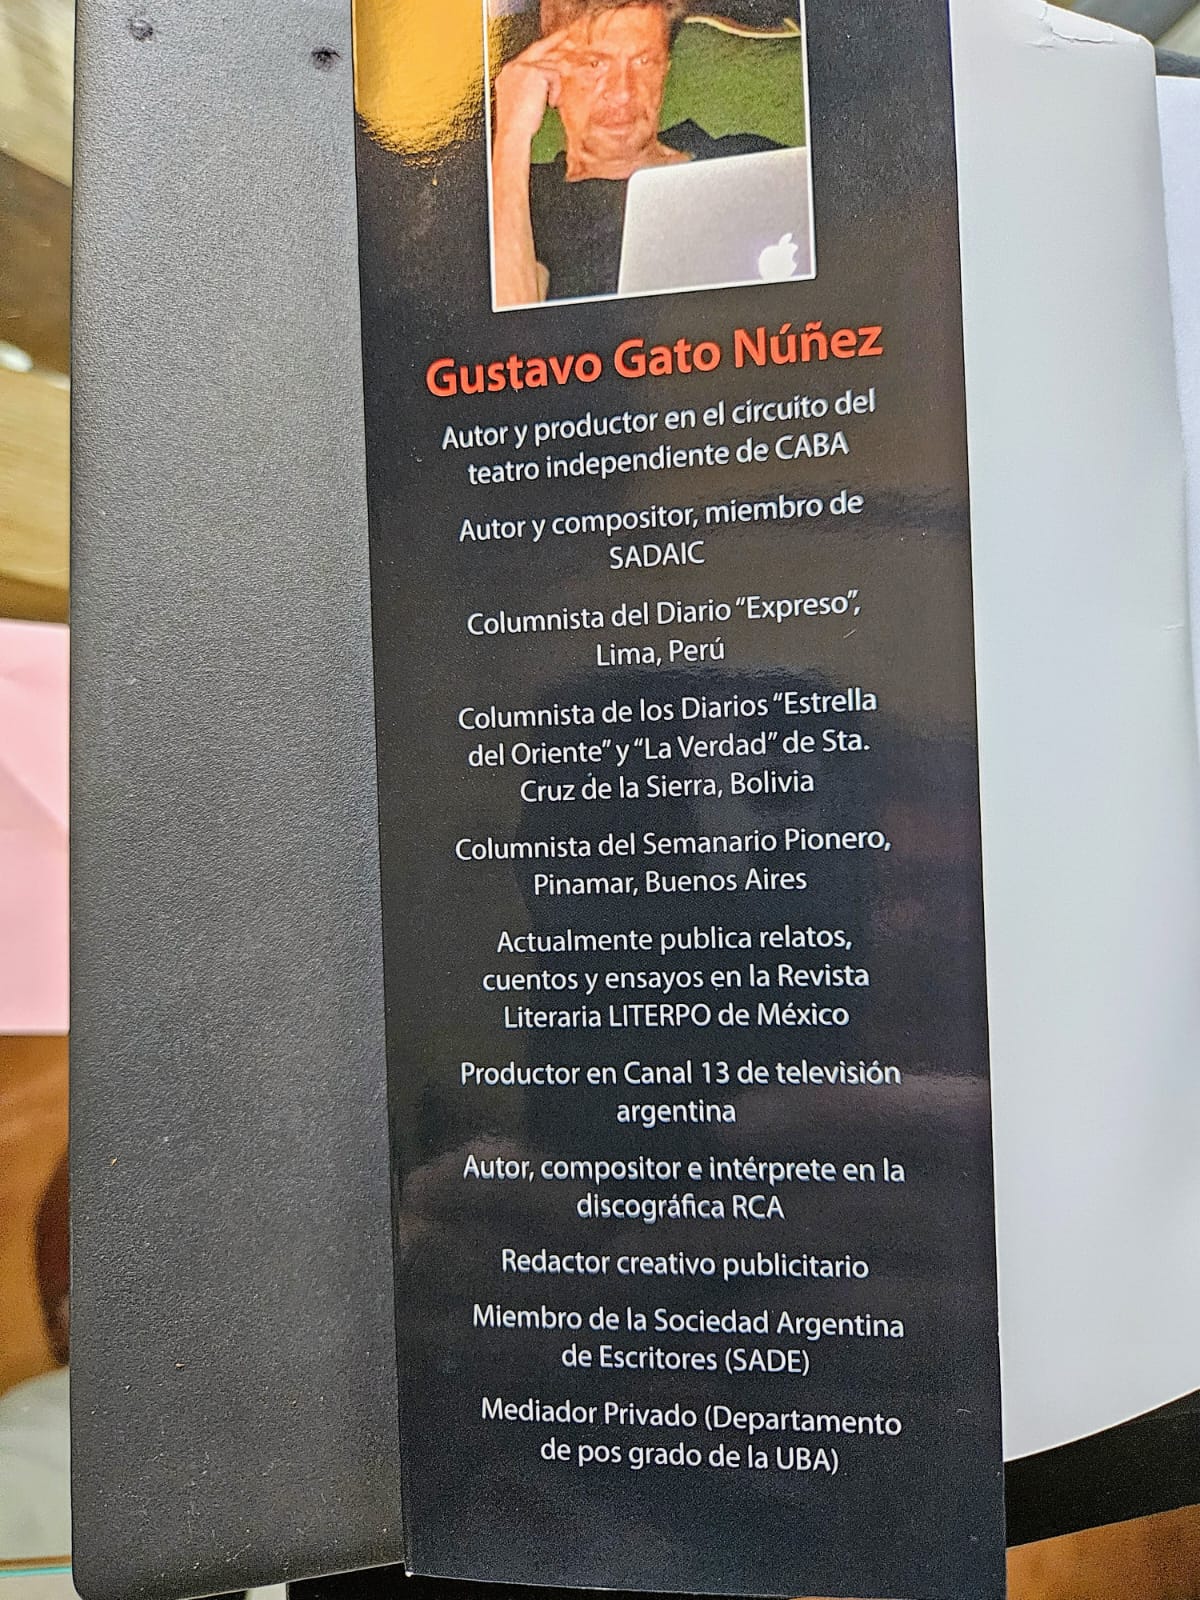 Gustavo Gato Núñez
Autor y productor en el circuito del
teatro independiente de CABA
Autor y compositor, miembro de
SADAIC
Columnista del Diario “Expreso”,
Lima, Perú
Columnista de los Diarios “Estrella
del Oriente” y “La Verdad” de Sta.
Cruz de la Sierra, Bolivia
Columnista del Semanario Pionero,
Pinamar, Buenos Aires
Actualmente publica relatos,
cuentos y ensayos en la Revista
Literaria LITERPO de México
Productor en Canal 13 de televisión
argentina
Autor, compositor e intérprete en la
discográfica RCA
Redactor creativo publicitario
Miembro de la Sociedad Argentina
de Escritores (SADE)
Mediador Privado (Departamento
de pos grado de la UBA)